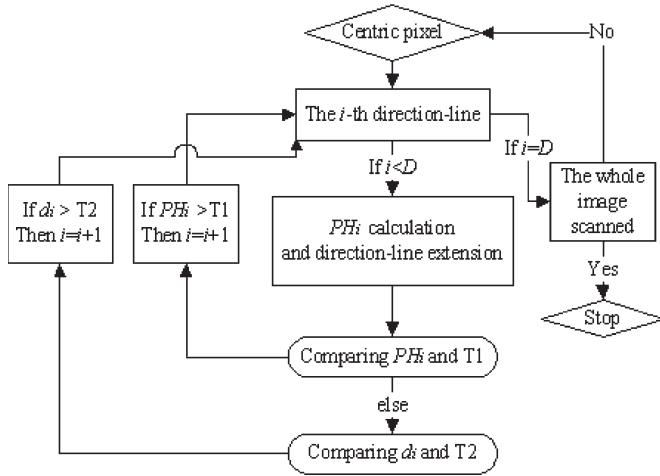 Centric pixel
No
The i-th direction-line
If i<D
If i=D
If di > T2
Then i=i+1
If PHi >T1
Then i=i+1
PHi calculation
and direction-line extension
The whole
image
scanned
Yes
Stop
Comparing PHi and T1
else
Comparing di and T2